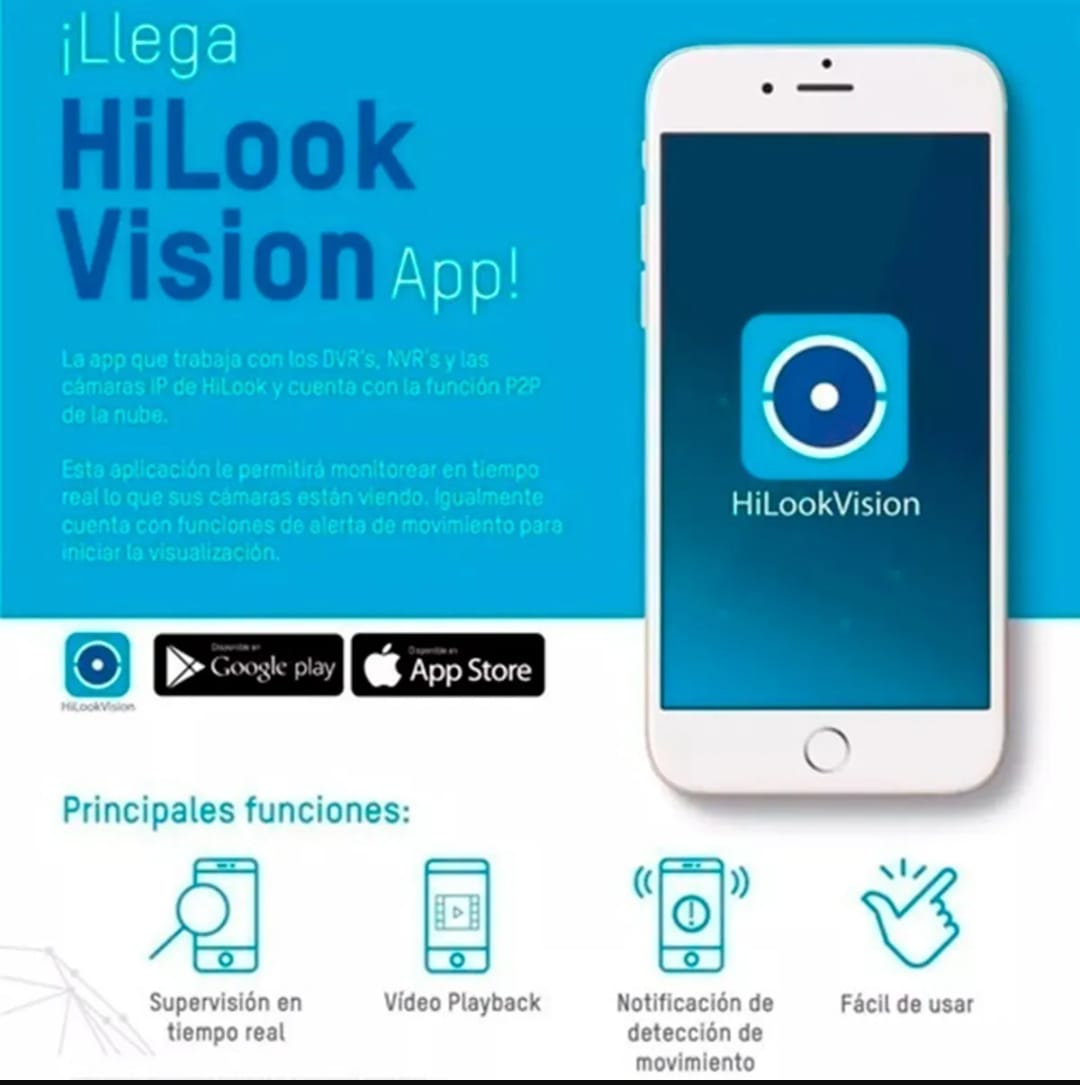 ¡Llega
HiLook
Vision App!
La app que trabaja con los DVR's, NVR's y las
cámaras IP de HiLook y cuenta con la función P2P
de la nube.
Esta aplicación le permitirá monitorear en tiempo
real lo que sus cámaras están viendo. Igualmente
cuenta con funciones de alerta de movimiento para
iniciar la visualización.
HiLookVision
HiLookVision
Disponible en
Google play
Disponible en
App Store
Principales funciones:
Supervisión en
tiempo real
Vídeo Playback
Notificación de
detección de
movimiento
Fácil de usar